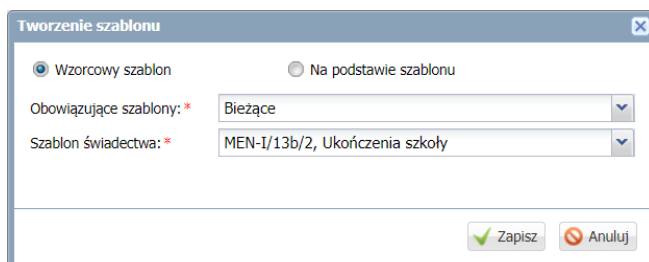 Tworzenie szablonu
Wzorcowy szablon Na podstawie szablonu
Obowiązujące szablony: * Bieżące
Szablon świadectwa: * MEN-I/13b/2, Ukończenia szkoły
Zapisz Anuluj